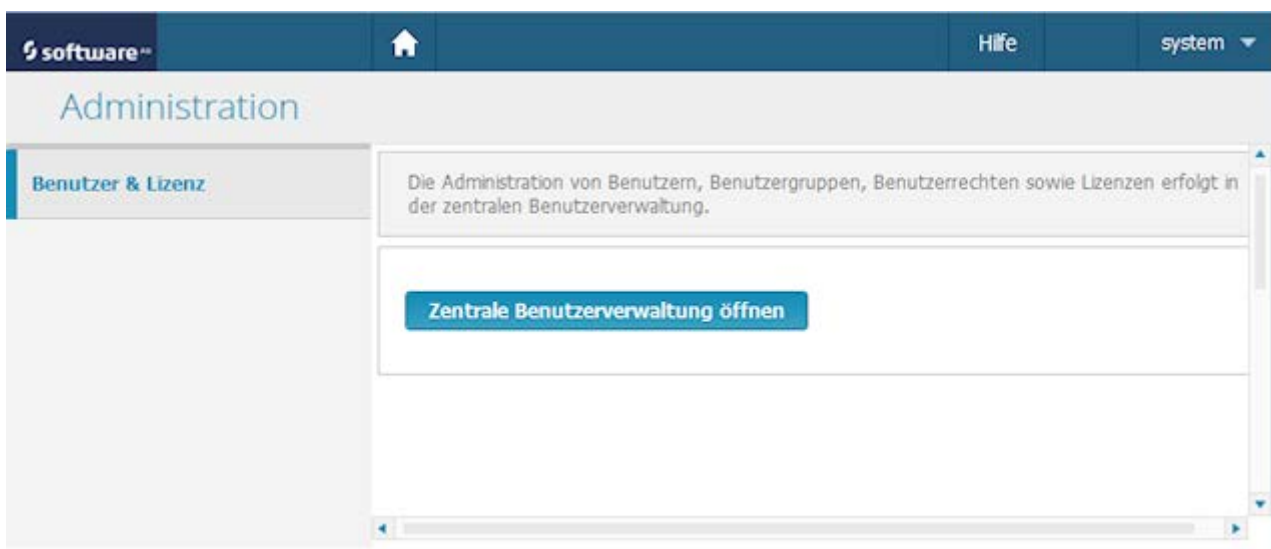 software AG
Hilfe
system
Administration
Benutzer & Lizenz
Die Administration von Benutzern, Benutzergruppen, Benutzerrechten sowie Lizenzen erfolgt in
der zentralen Benutzerverwaltung.
Zentrale Benutzerverwaltung öffnen